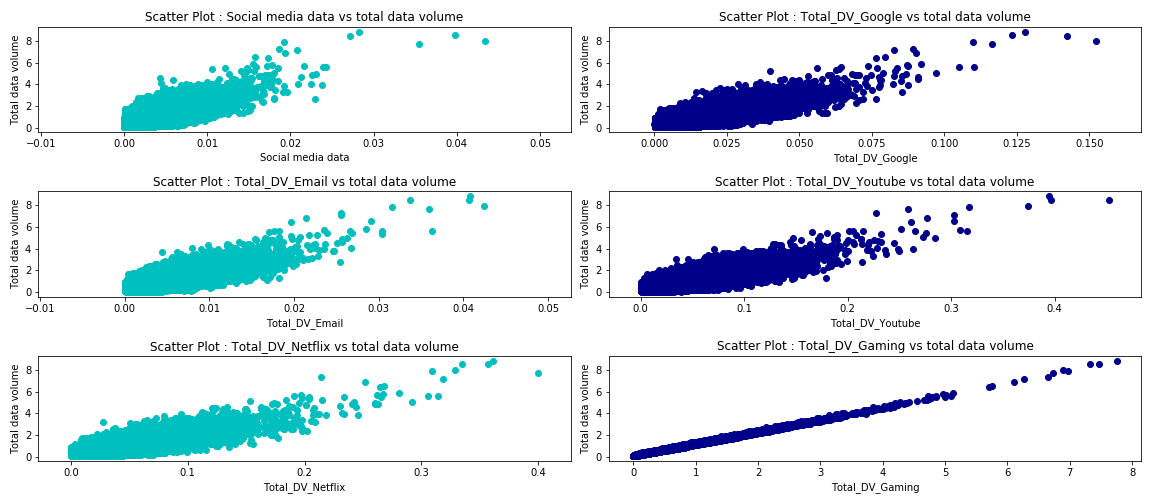 Scatter Plot : Social media data vs total data volume
Total data volume
8
6
4
2
0
−0.01 0.00 0.01 0.02 0.03 0.04 0.05
Social media data
Scatter Plot : Total_DV_Google vs total data volume
Total data volume
8
6
4
2
0
0.000 0.025 0.050 0.075 0.100 0.125 0.150
Total_DV_Google
Scatter Plot : Total_DV_Email vs total data volume
Total data volume
8
6
4
2
0
−0.01 0.00 0.01 0.02 0.03 0.04 0.05
Total_DV_Email
Scatter Plot : Total_DV_Youtube vs total data volume
Total data volume
8
6
4
2
0
0.0 0.1 0.2 0.3 0.4
Total_DV_Youtube
Scatter Plot : Total_DV_Netflix vs total data volume
Total data volume
8
6
4
2
0
0.0 0.1 0.2 0.3 0.4
Total_DV_Netflix
Scatter Plot : Total_DV_Gaming vs total data volume
Total data volume
8
6
4
2
0
0 1 2 3 4 5 6 7 8
Total_DV_Gaming